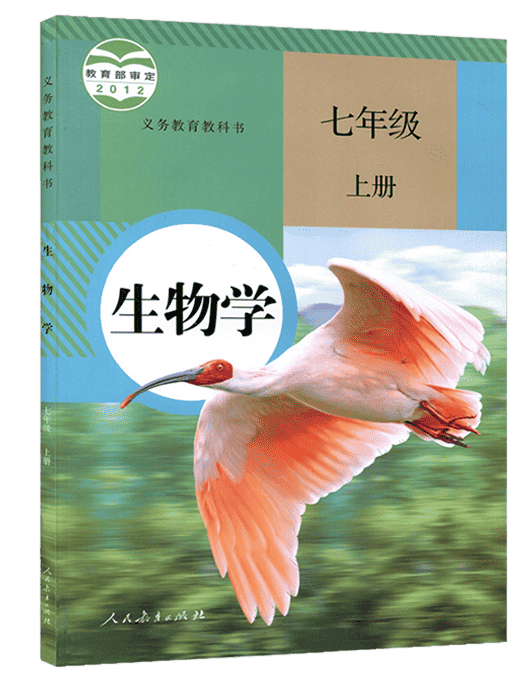 教育部审定
2012
义务教育教科书
七年级
上册
生物学
人民教育出版社
义务教育教科书
生物学
七年级 上册